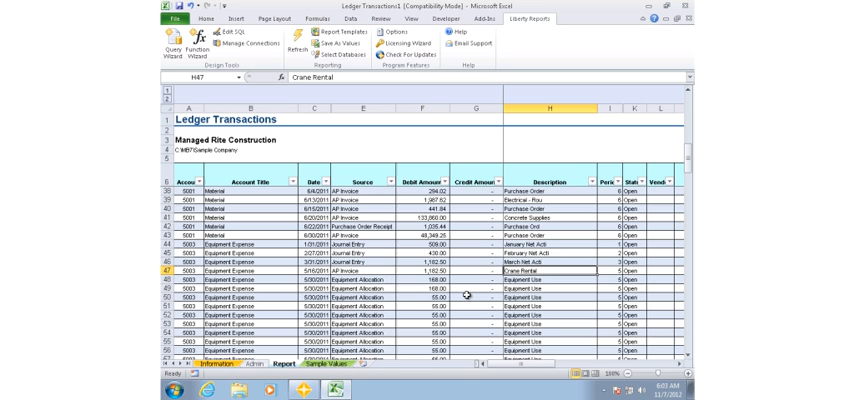 Ledger Transactions1 [Compatibility Mode] - Microsoft Excel
File Home Insert Page Layout Formulas Data Review View Developer Add-Ins Liberty Reports
Query Wizard Function Wizard Edit SQL Manage Connections Design Tools
Refresh Report Templates Save As Values Select Databases Reporting
Options Licensing Wizard Check For Updates Program Features
Help Email Support Help
H47 fx Crane Rental
1
2
A B C E F G H I K L
1 Ledger Transactions
2
3 Managed Rite Construction
4 C:\MB7\Sample Company
5
6 Accou Account Title Date Source Debit Amoun Credit Amoun Description Peri Stat Vend
38 5001 Material 6/4/2011 AP Invoice 294.02 - Purchase Order 6 Open
39 5001 Material 6/13/2011 AP Invoice 1,967.62 - Electrical - Rou 6 Open
40 5001 Material 6/15/2011 AP Invoice 441.84 - Purchase Order 6 Open
41 5001 Material 6/20/2011 AP Invoice 133,860.00 - Concrete Supplies 6 Open
42 5001 Material 6/22/2011 Purchase Order Receipt 1,035.44 - Purchase Ord 6 Open
43 5001 Material 6/30/2011 AP Invoice 48,349.25 - Purchase Order 6 Open
44 5003 Equipment Expense 1/31/2011 Journal Entry 509.00 - January Net Acti 1 Open
45 5003 Equipment Expense 2/27/2011 Journal Entry 430.00 - February Net Acti 2 Open
46 5003 Equipment Expense 3/31/2011 Journal Entry 1,182.50 - March Net Acti 3 Open
47 5003 Equipment Expense 5/16/2011 AP Invoice 1,182.50 - Crane Rental 5 Open
48 5003 Equipment Expense 5/30/2011 Equipment Allocation 168.00 - Equipment Use 5 Open
49 5003 Equipment Expense 5/30/2011 Equipment Allocation 168.00 - Equipment Use 5 Open
50 5003 Equipment Expense 5/30/2011 Equipment Allocation 55.00 - Equipment Use 5 Open
51 5003 Equipment Expense 5/30/2011 Equipment Allocation 55.00 - Equipment Use 5 Open
52 5003 Equipment Expense 5/30/2011 Equipment Allocation 55.00 - Equipment Use 5 Open
53 5003 Equipment Expense 5/30/2011 Equipment Allocation 55.00 - Equipment Use 5 Open
54 5003 Equipment Expense 5/30/2011 Equipment Allocation 55.00 - Equipment Use 5 Open
55 5003 Equipment Expense 5/30/2011 Equipment Allocation 55.00 - Equipment Use 5 Open
56 5003 Equipment Expense 5/30/2011 Equipment Allocation 55.00 - Equipment Use 5 Open
Information Admin Report Sample Values
Ready 100%
6:03 AM
11/7/2012